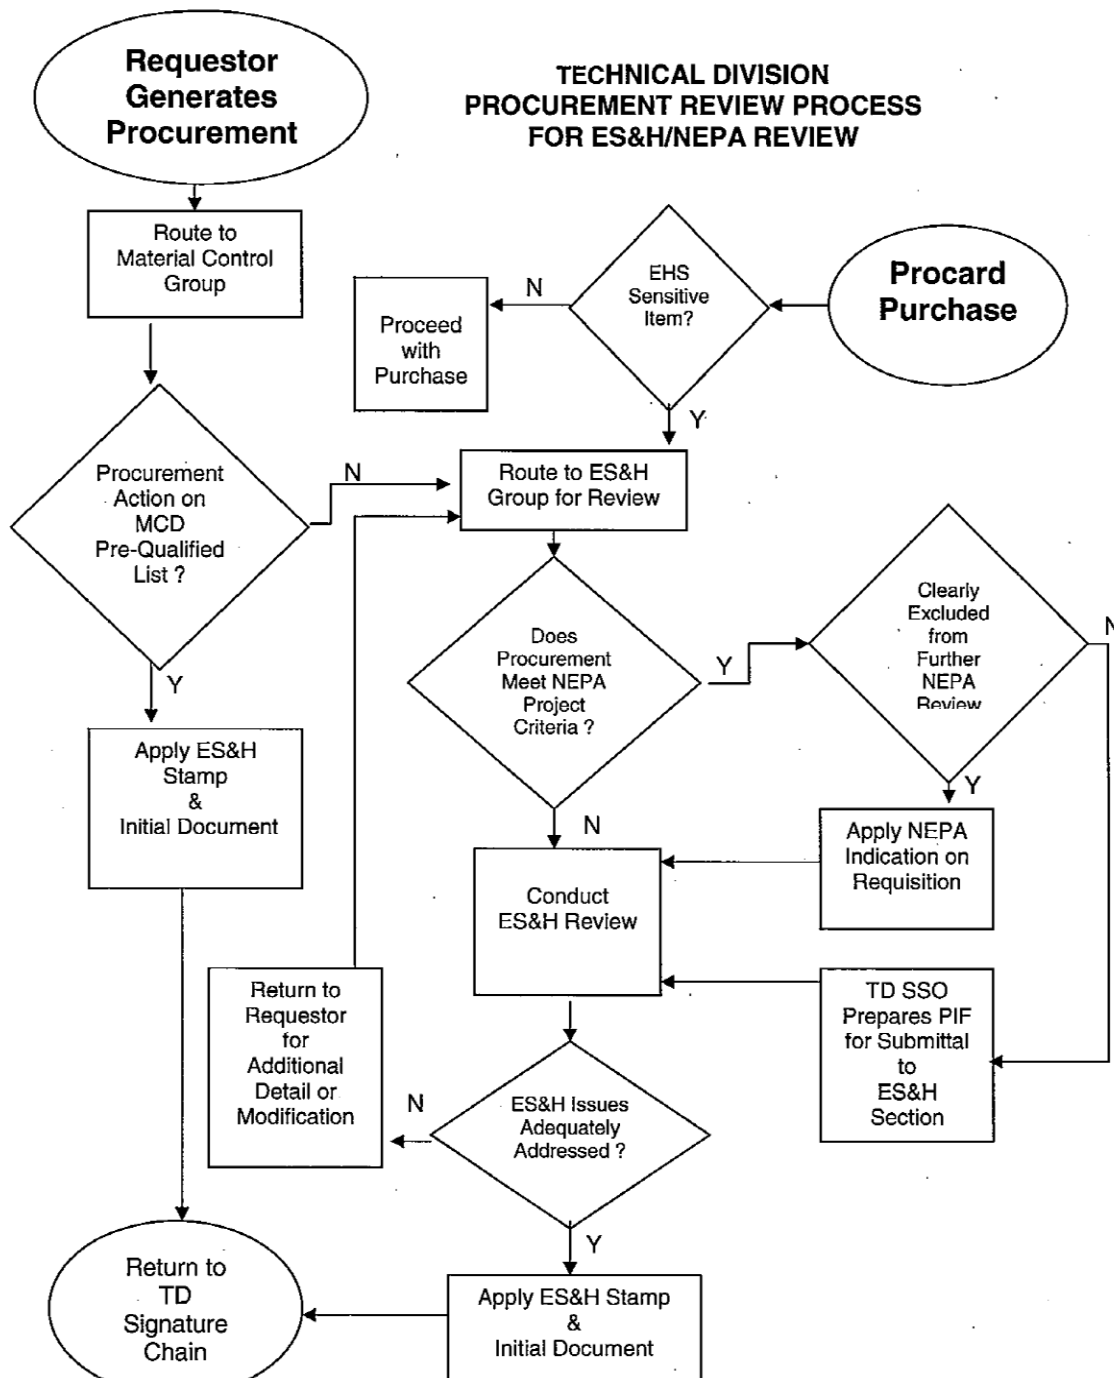 Requestor
Generates
Procurement
TECHNICAL DIVISION
PROCUREMENT REVIEW PROCESS
FOR ES&H/NEPA REVIEW
Route to
Material Control
Group
EHS
Sensitive
Item?
N
Proceed
with
Purchase
Procard
Purchase
Y
Procurement
Action on
MCD
Pre-Qualified
List ?
N
Route to ES&H
Group for Review
Y
Does
Procurement
Meet NEPA
Project
Criteria ?
Y
Clearly
Excluded
from
Further
NEPA
Review
N
Y
Apply ES&H
Stamp
&
Initial Document
N
Apply NEPA
Indication on
Requisition
Conduct
ES&H Review
Return to
Requestor
for
Additional
Detail or
Modification
TD SSO
Prepares PIF
for Submittal
to
ES&H
Section
N
ES&H Issues
Adequately
Addressed ?
Y
Return to
TD
Signature
Chain
Apply ES&H Stamp
&
Initial Document